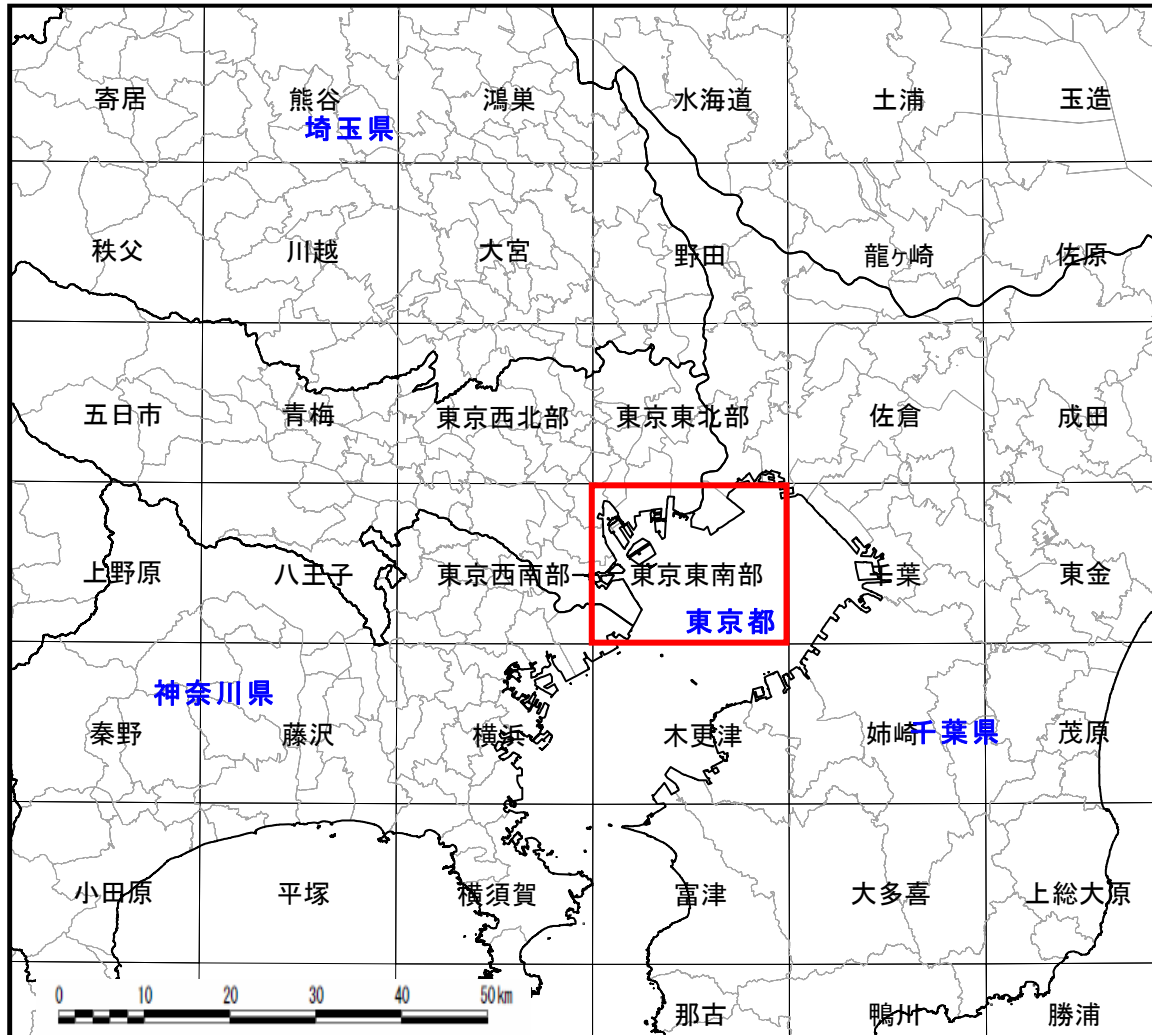 寄居
熊谷
鴻巣
水海道
土浦
玉造
埼玉県
秩父
川越
大宮
野田
龍ヶ崎
佐原
五日市
青梅
東京西北部
東京東北部
佐倉
成田
上野原
八王子
東京西南部
東京東南部
千葉
東金
東京都
神奈川県
秦野
藤沢
横浜
木更津
姉崎
千葉県
茂原
小田原
平塚
横須賀
富津
大多喜
上総大原
0 10 20 30 40 50km
那古
鴨川
勝浦